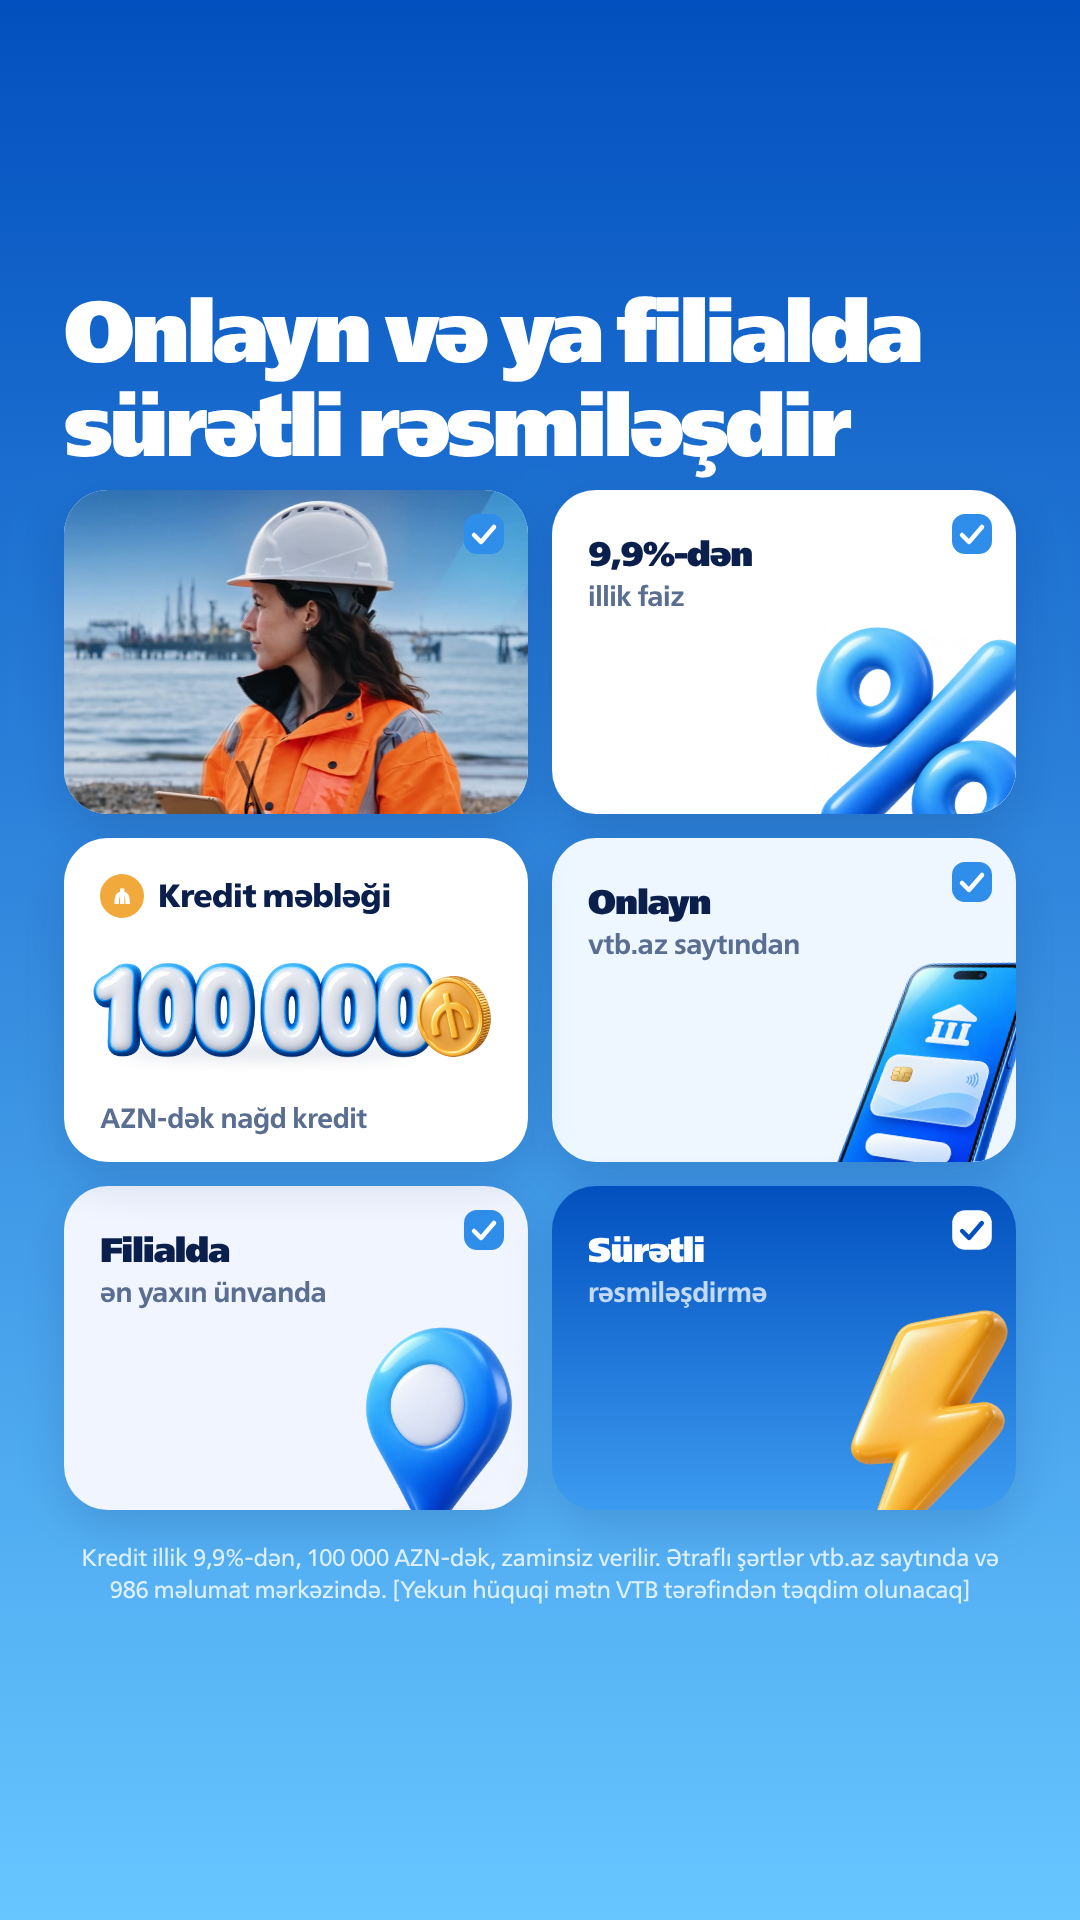 Onlayn və ya filialda
sürətli rəsmiləşdir
9,9%-dən
illik faiz
Kredit məbləği
100 000 ₼
AZN-dək nağd kredit
Onlayn
vtb.az saytından
Filialda
ən yaxın ünvanda
Sürətli
rəsmiləşdirmə
Kredit illik 9,9%-dən, 100 000 AZN-dək, zaminsiz verilir. Ətraflı şərtlər vtb.az saytında və
986 məlumat mərkəzində. [Yekun hüquqi mətn VTB tərəfindən təqdim olunacaq]